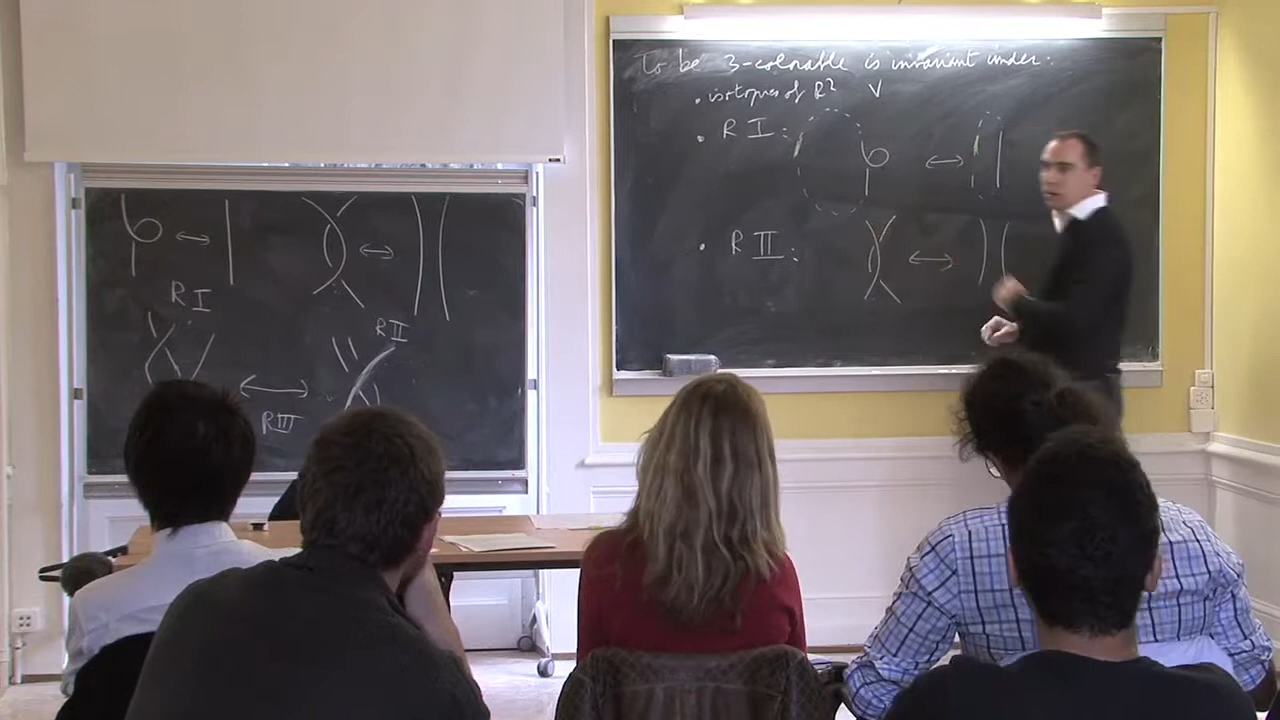 To be 3-colorable is invariant under:
• isotopies of R² V
• R I:
• R II:
R I
R II
R III